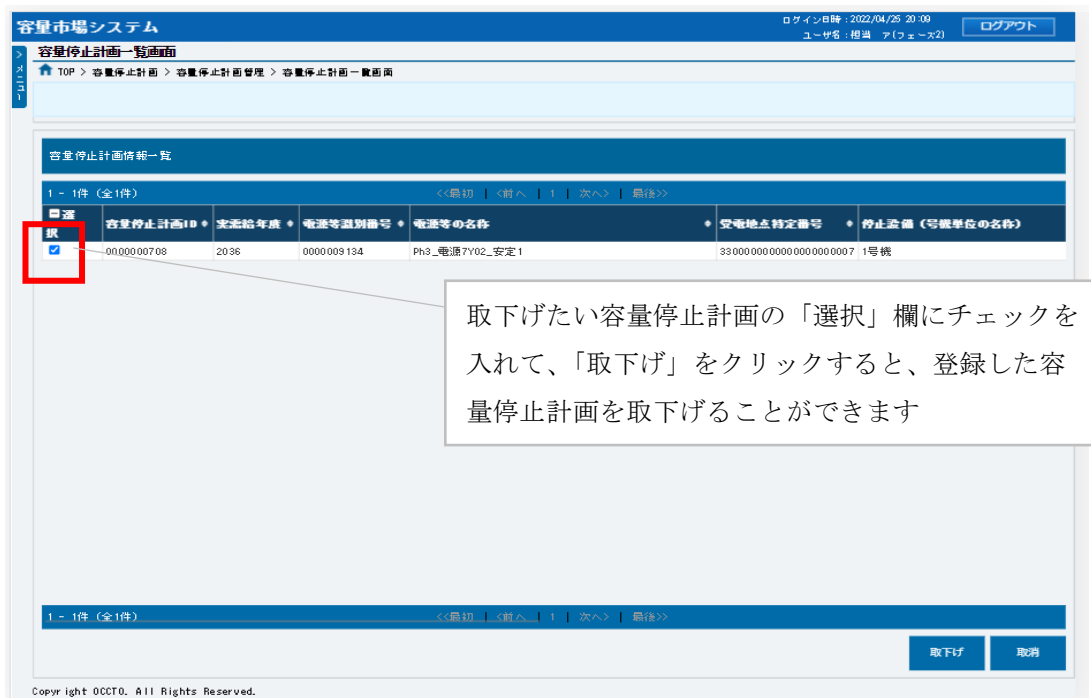 容量市場システム
ログイン日時：2022/04/25 20:09
ユーザ名：担当 ア(フェーズ2)
ログアウト
> メニュー
容量停止計画一覧画面
TOP > 容量停止計画 > 容量停止計画管理 > 容量停止計画一覧画面
容量停止計画情報一覧
1 - 1件 (全1件)
<<最初 | <前へ | 1 | 次へ> | 最後>>
選択 容量停止計画ID 実需給年度 電源等識別番号 電源等の名称 受電地点特定番号 停止設備（号機単位の名称）
0000000708 2036 0000009134 Ph3_電源7Y02_安定1 3300000000000000000007 1号機
取下げたい容量停止計画の「選択」欄にチェックを
入れて、「取下げ」をクリックすると、登録した容
量停止計画を取下げることができます
1 - 1件 (全1件)
<<最初 | <前へ | 1 | 次へ> | 最後>>
取下げ 取消
Copyright OCCTO. All Rights Reserved.